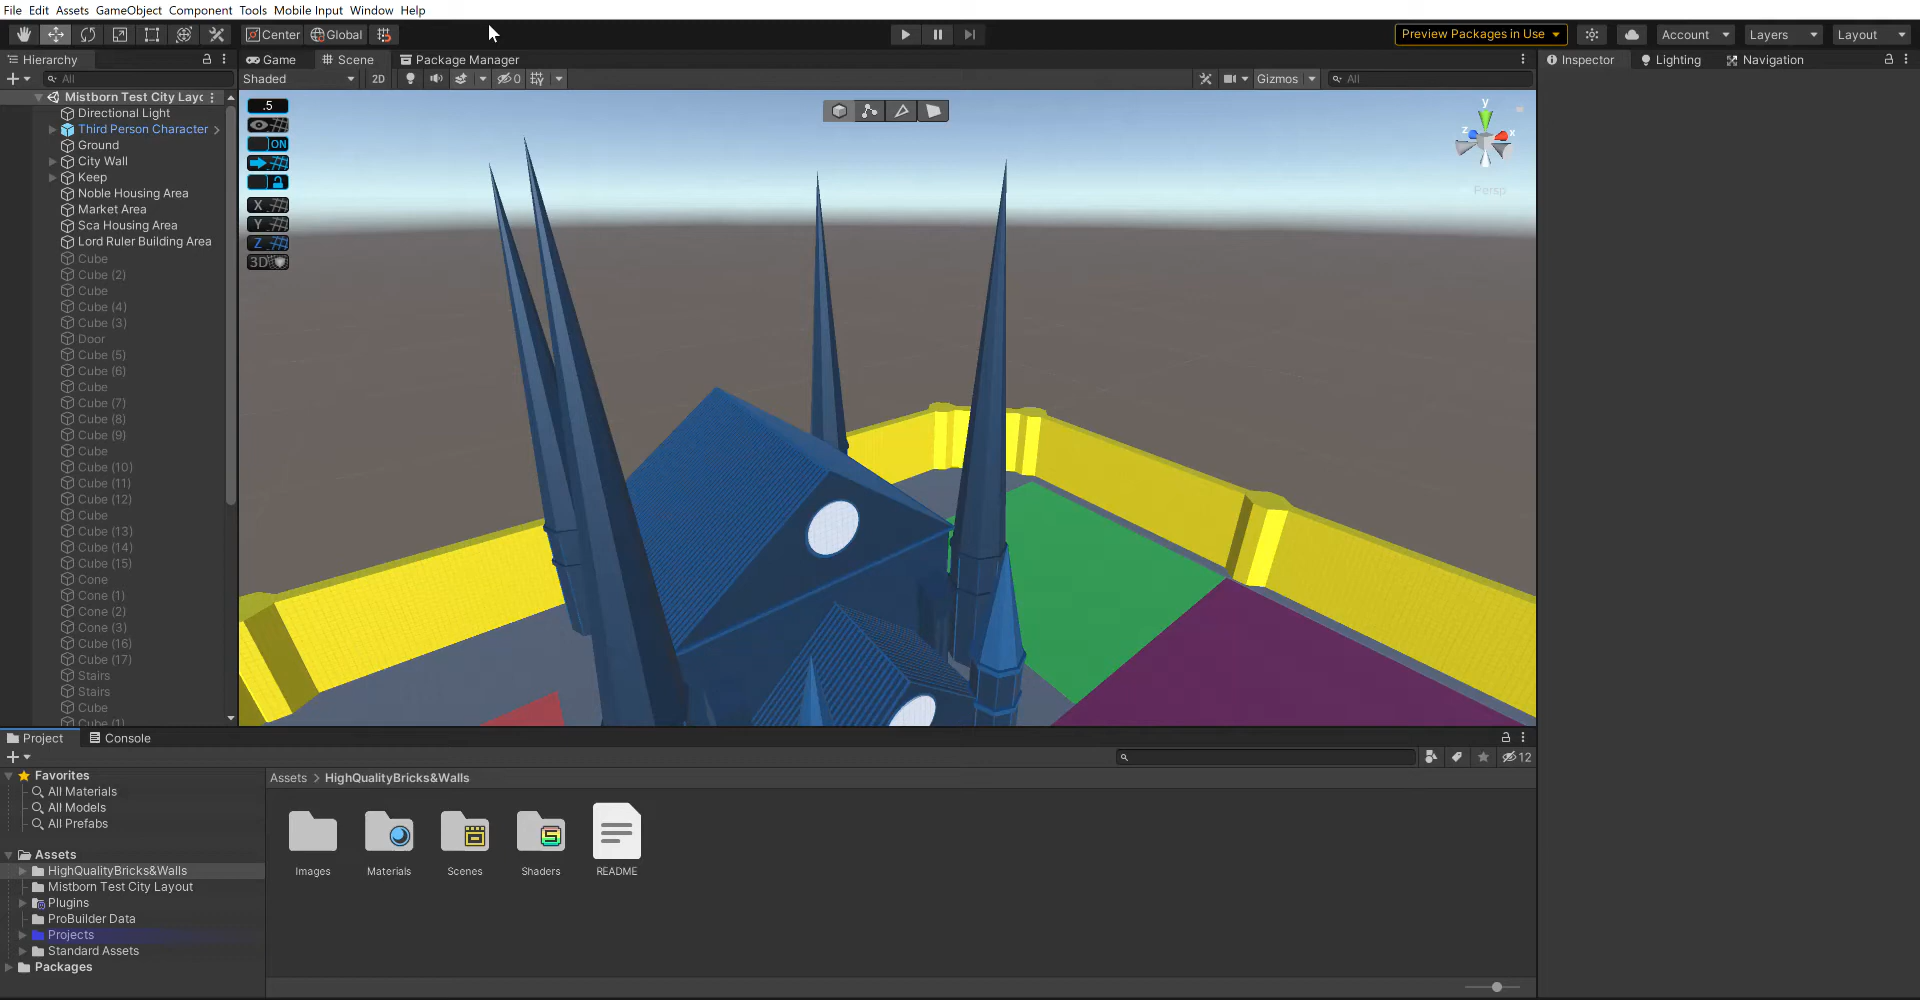 File Edit Assets GameObject Component Tools Mobile Input Window Help
Center Global Preview Packages in Use Account Layers Layout
Hierarchy Game Scene Package Manager Inspector Lighting Navigation
All Shaded 2D 0 Gizmos All
Mistborn Test City Layc
Directional Light
Third Person Character
Ground
City Wall
Keep
Noble Housing Area
Market Area
Sca Housing Area
Lord Ruler Building Area
Cube
Cube (2)
Cube
Cube (4)
Cube (3)
Door
Cube (5)
Cube (6)
Cube
Cube (7)
Cube (8)
Cube (9)
Cube
Cube (10)
Cube (11)
Cube (12)
Cube
Cube (13)
Cube (14)
Cube (15)
Cone
Cone (1)
Cone (2)
Cone (3)
Cube (16)
Cube (17)
Stairs
Stairs
Cube
Cube (1)
.5
ON
X
Y
Z
3D
y
z x
Persp
Project Console
12
Favorites
All Materials
All Models
All Prefabs
Assets
HighQualityBricks&Walls
Mistborn Test City Layout
Plugins
ProBuilder Data
Projects
Standard Assets
Packages
Assets > HighQualityBricks&Walls
S
Images Materials Scenes Shaders README